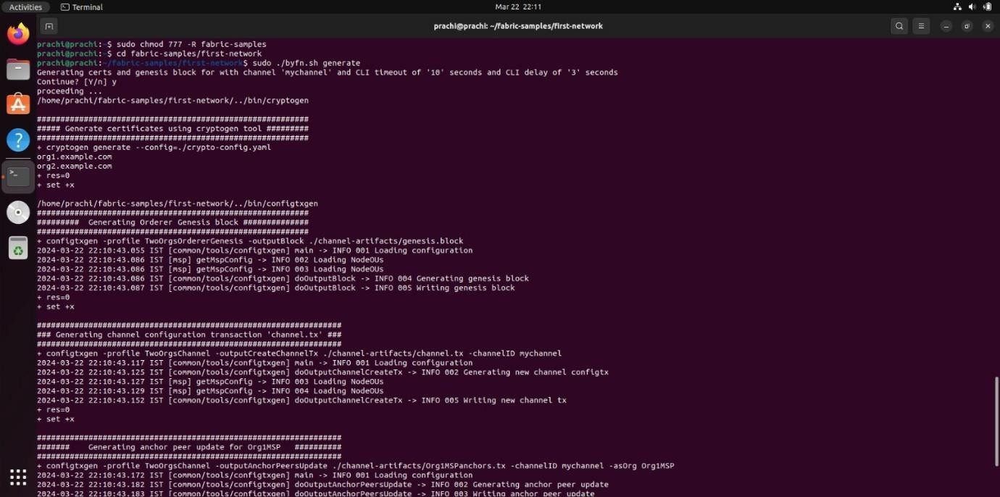 Activities
Terminal
Mar 22 22:11
prachi@prachi: ~/fabric-samples/first-network
prachi@prachi:~$ sudo chmod 777 -R fabric-samples
prachi@prachi:~$ cd fabric-samples/first-network
prachi@prachi:~/fabric-samples/first-network$ sudo ./byfn.sh generate
Generating certs and genesis block for with channel 'mychannel' and CLI timeout of '10' seconds and CLI delay of '3' seconds
Continue? [Y/n] y
proceeding ...
/home/prachi/fabric-samples/first-network/../bin/cryptogen
##########################################################
##### Generate certificates using cryptogen tool #########
##########################################################
+ cryptogen generate --config=./crypto-config.yaml
org1.example.com
org2.example.com
+ res=0
+ set +x
/home/prachi/fabric-samples/first-network/../bin/configtxgen
##########################################################
#########  Generating Orderer Genesis block ##############
##########################################################
+ configtxgen -profile TwoOrgsOrdererGenesis -outputBlock ./channel-artifacts/genesis.block
2024-03-22 22:10:43.055 IST [common/tools/configtxgen] main -> INFO 001 Loading configuration
2024-03-22 22:10:43.086 IST [msp] getMspConfig -> INFO 002 Loading NodeOUs
2024-03-22 22:10:43.086 IST [msp] getMspConfig -> INFO 003 Loading NodeOUs
2024-03-22 22:10:43.086 IST [common/tools/configtxgen] doOutputBlock -> INFO 004 Generating genesis block
2024-03-22 22:10:43.087 IST [common/tools/configtxgen] doOutputBlock -> INFO 005 Writing genesis block
+ res=0
+ set +x
#################################################################
### Generating channel configuration transaction 'channel.tx' ###
#################################################################
+ configtxgen -profile TwoOrgsChannel -outputCreateChannelTx ./channel-artifacts/channel.tx -channelID mychannel
2024-03-22 22:10:43.117 IST [common/tools/configtxgen] main -> INFO 001 Loading configuration
2024-03-22 22:10:43.125 IST [common/tools/configtxgen] doOutputChannelCreateTx -> INFO 002 Generating new channel configtx
2024-03-22 22:10:43.127 IST [msp] getMspConfig -> INFO 003 Loading NodeOUs
2024-03-22 22:10:43.129 IST [msp] getMspConfig -> INFO 004 Loading NodeOUs
2024-03-22 22:10:43.152 IST [common/tools/configtxgen] doOutputChannelCreateTx -> INFO 005 Writing new channel tx
+ res=0
+ set +x
#################################################################
#######    Generating anchor peer update for Org1MSP   ##########
#################################################################
+ configtxgen -profile TwoOrgsChannel -outputAnchorPeersUpdate ./channel-artifacts/Org1MSPanchors.tx -channelID mychannel -asOrg Org1MSP
2024-03-22 22:10:43.172 IST [common/tools/configtxgen] main -> INFO 001 Loading configuration
2024-03-22 22:10:43.182 IST [common/tools/configtxgen] doOutputAnchorPeersUpdate -> INFO 002 Generating anchor peer update
2024-03-22 22:10:43.183 IST [common/tools/configtxgen] doOutputAnchorPeersUpdate -> INFO 003 Writing anchor peer update